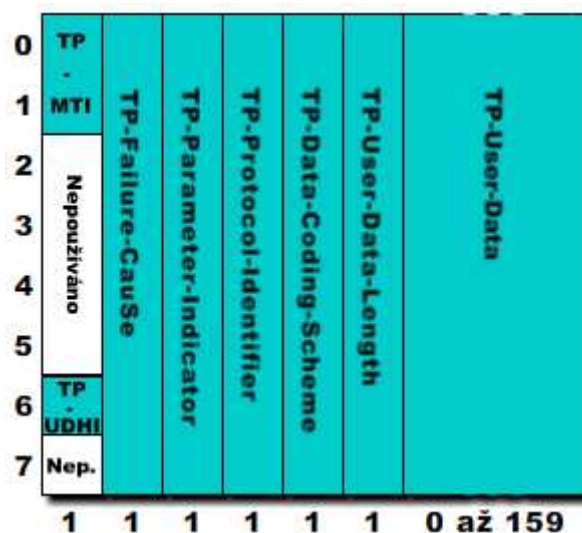 0
1
2
3
4
5
6
7
TP
-
MTI
Nepoužíváno
TP
-
UDHI
Nep.
TP-Failure-CauSe
TP-Parameter-Indicator
TP-Protocol-Identifier
TP-Data-Coding-Scheme
TP-User-Data-Length
TP-User-Data
1 1 1 1 1 1 0 až 159